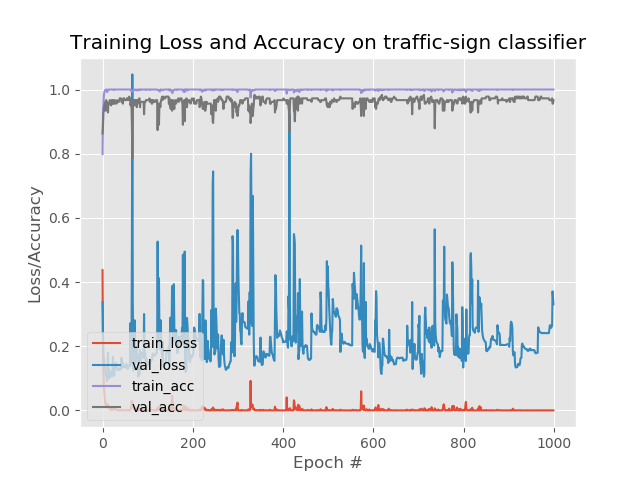 Training Loss and Accuracy on traffic-sign classifier
1.0
0.8
0.6
0.4
0.2
0.0
Loss/Accuracy
train_loss
val_loss
train_acc
val_acc
0 200 400 600 800 1000
Epoch #